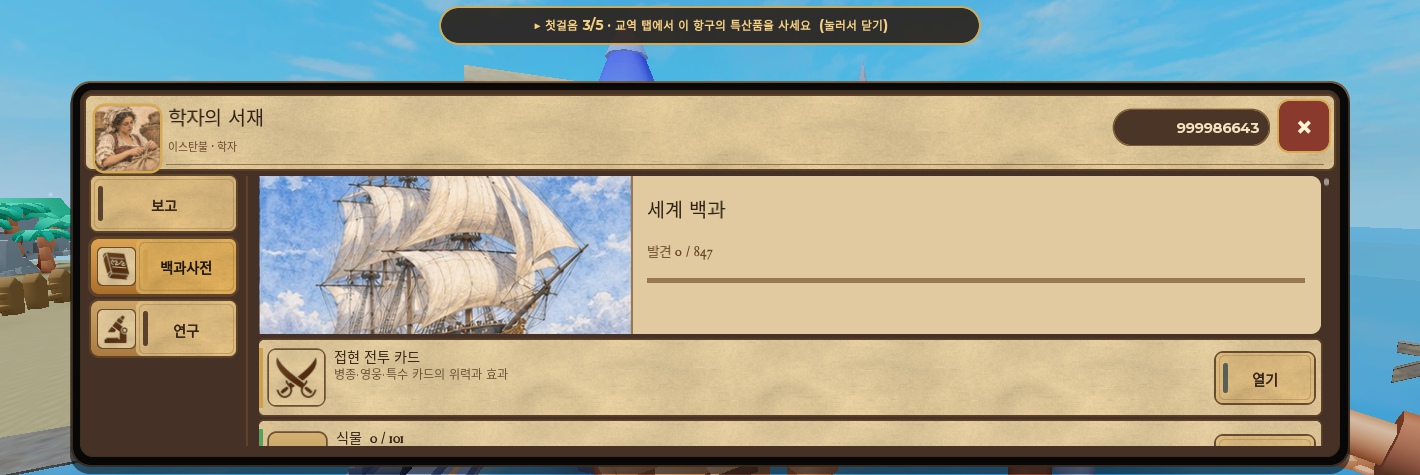 ▸ 첫걸음 3/5 · 교역 탭에서 이 항구의 특산품을 사세요 (눌러서 닫기)
학자의 서재
이스탄불 · 학자
999986643
×
보고
백과사전
연구
세계 백과
발견 0 / 847
접현 전투 카드
병종·영웅·특수 카드의 위력과 효과
열기
식물 0 / 101